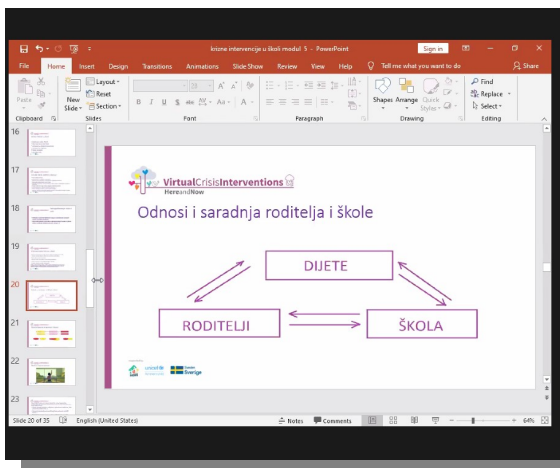 krizne intervencije u školi modul 5 - PowerPoint
Sign in
File Home Insert Design Transitions Animations Slide Show Review View Help Tell me what you want to do Share
Paste
New Slide
Layout
Reset
Section
Shapes Arrange Quick Styles
Find
Replace
Select
Clipboard Slides Font Paragraph Drawing Editing
16
17
18
19
20
21
22
23
VirtualCrisisInterventions
HereandNow
Odnosi i saradnja roditelja i škole
DIJETE
RODITELJI
ŠKOLA
unicef
Sweden
Sverige
Slide 20 of 35 English (United States) Notes Comments 64%